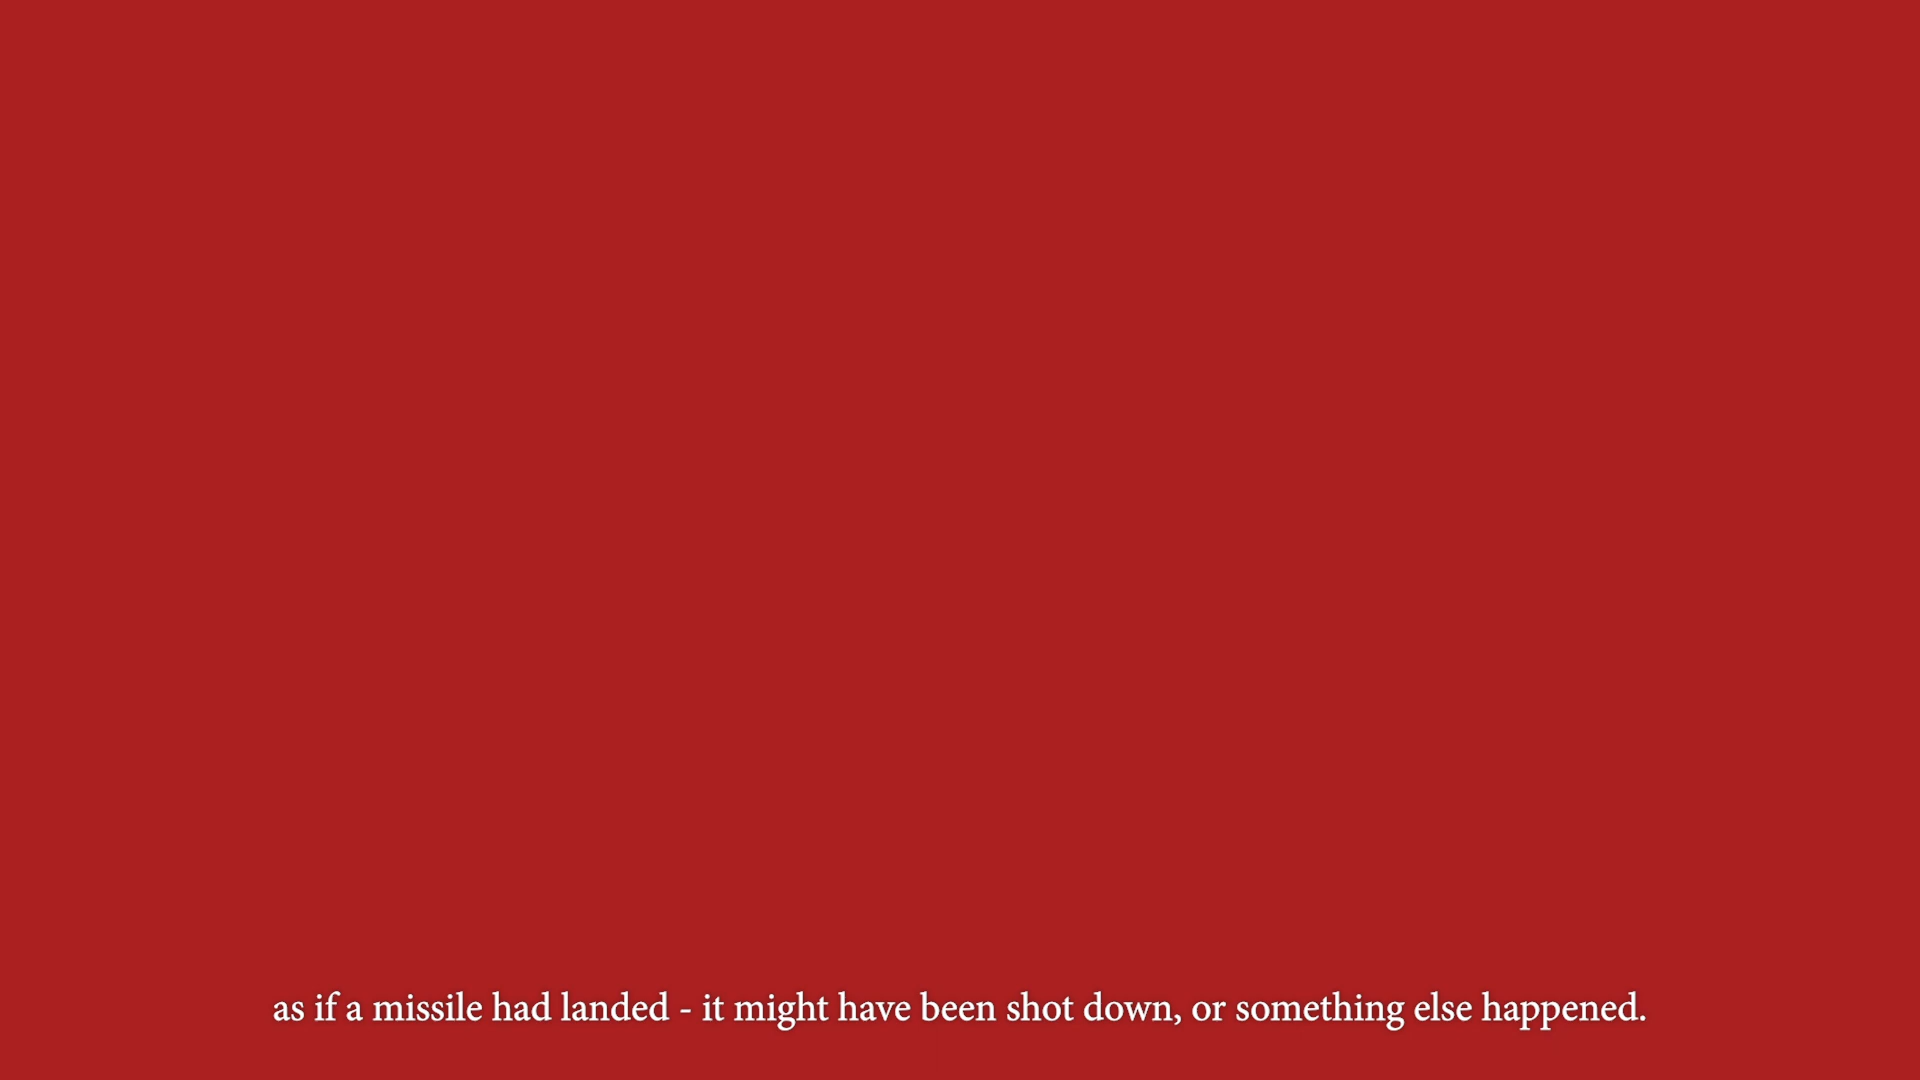 as if a missile had landed - it might have been shot down, or something else happened.